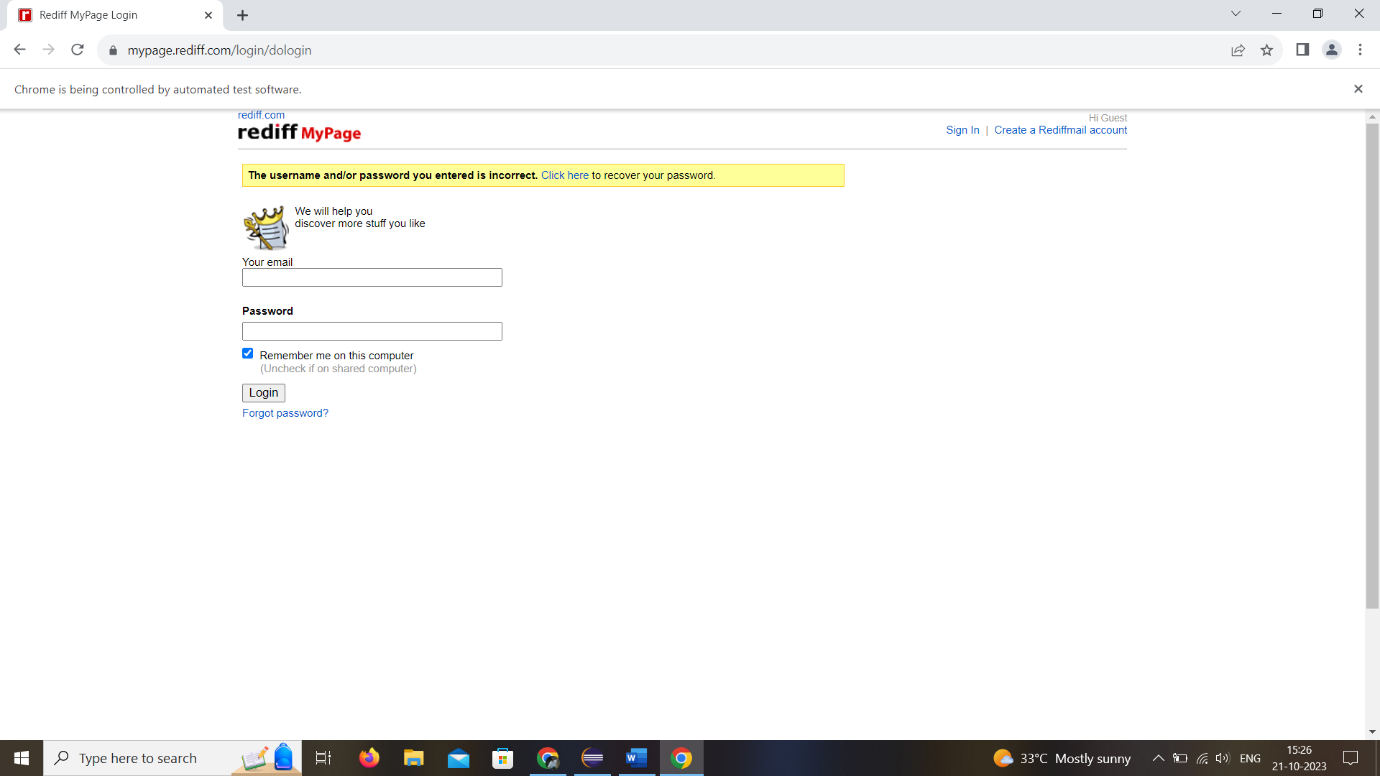 Rediff MyPage Login
mypage.rediff.com/login/dologin
Chrome is being controlled by automated test software.
rediff.com
rediff MyPage
Hi Guest
Sign In | Create a Rediffmail account
The username and/or password you entered is incorrect. Click here to recover your password.
We will help you
discover more stuff you like
Your email
Password
Remember me on this computer
(Uncheck if on shared computer)
Login
Forgot password?
Type here to search
33°C Mostly sunny
ENG
15:26
21-10-2023